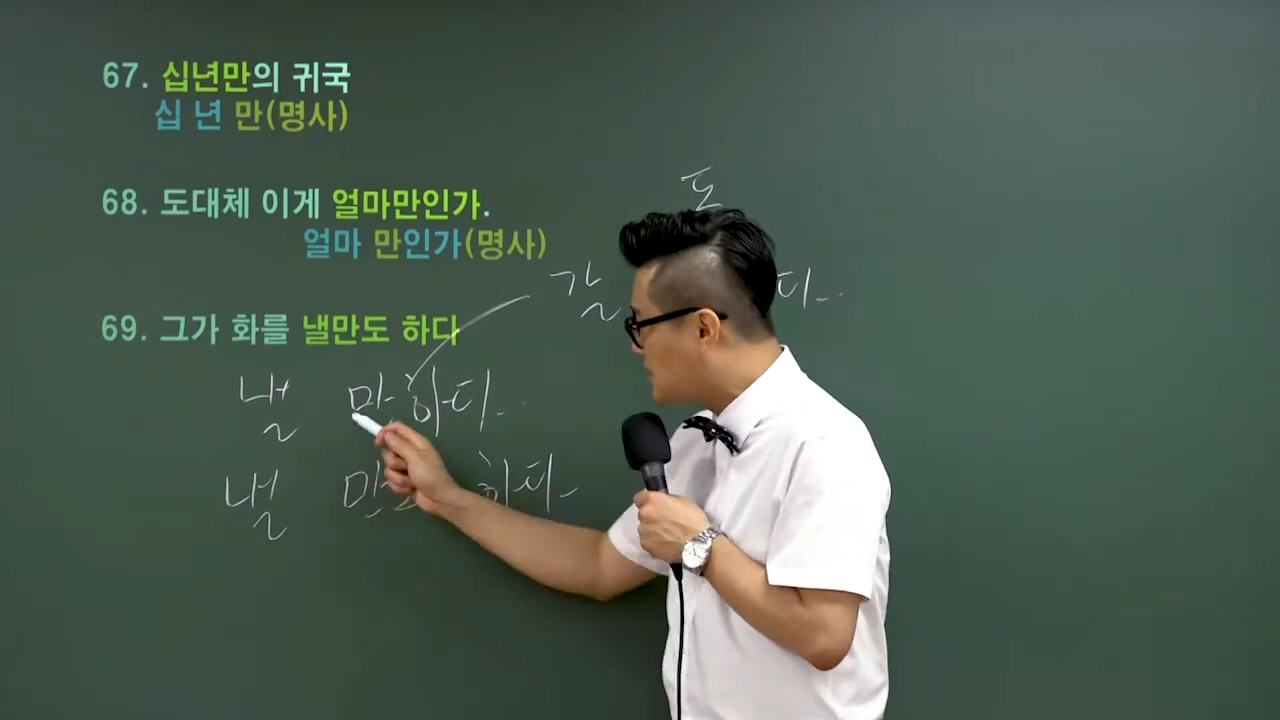 67. 십년만의 귀국
십 년 만(명사)
68. 도대체 이게 얼마만인가.
얼마 만인가(명사)
69. 그가 화를 낼만도 하다
도
갈 다
낼 만하다
낼 하다